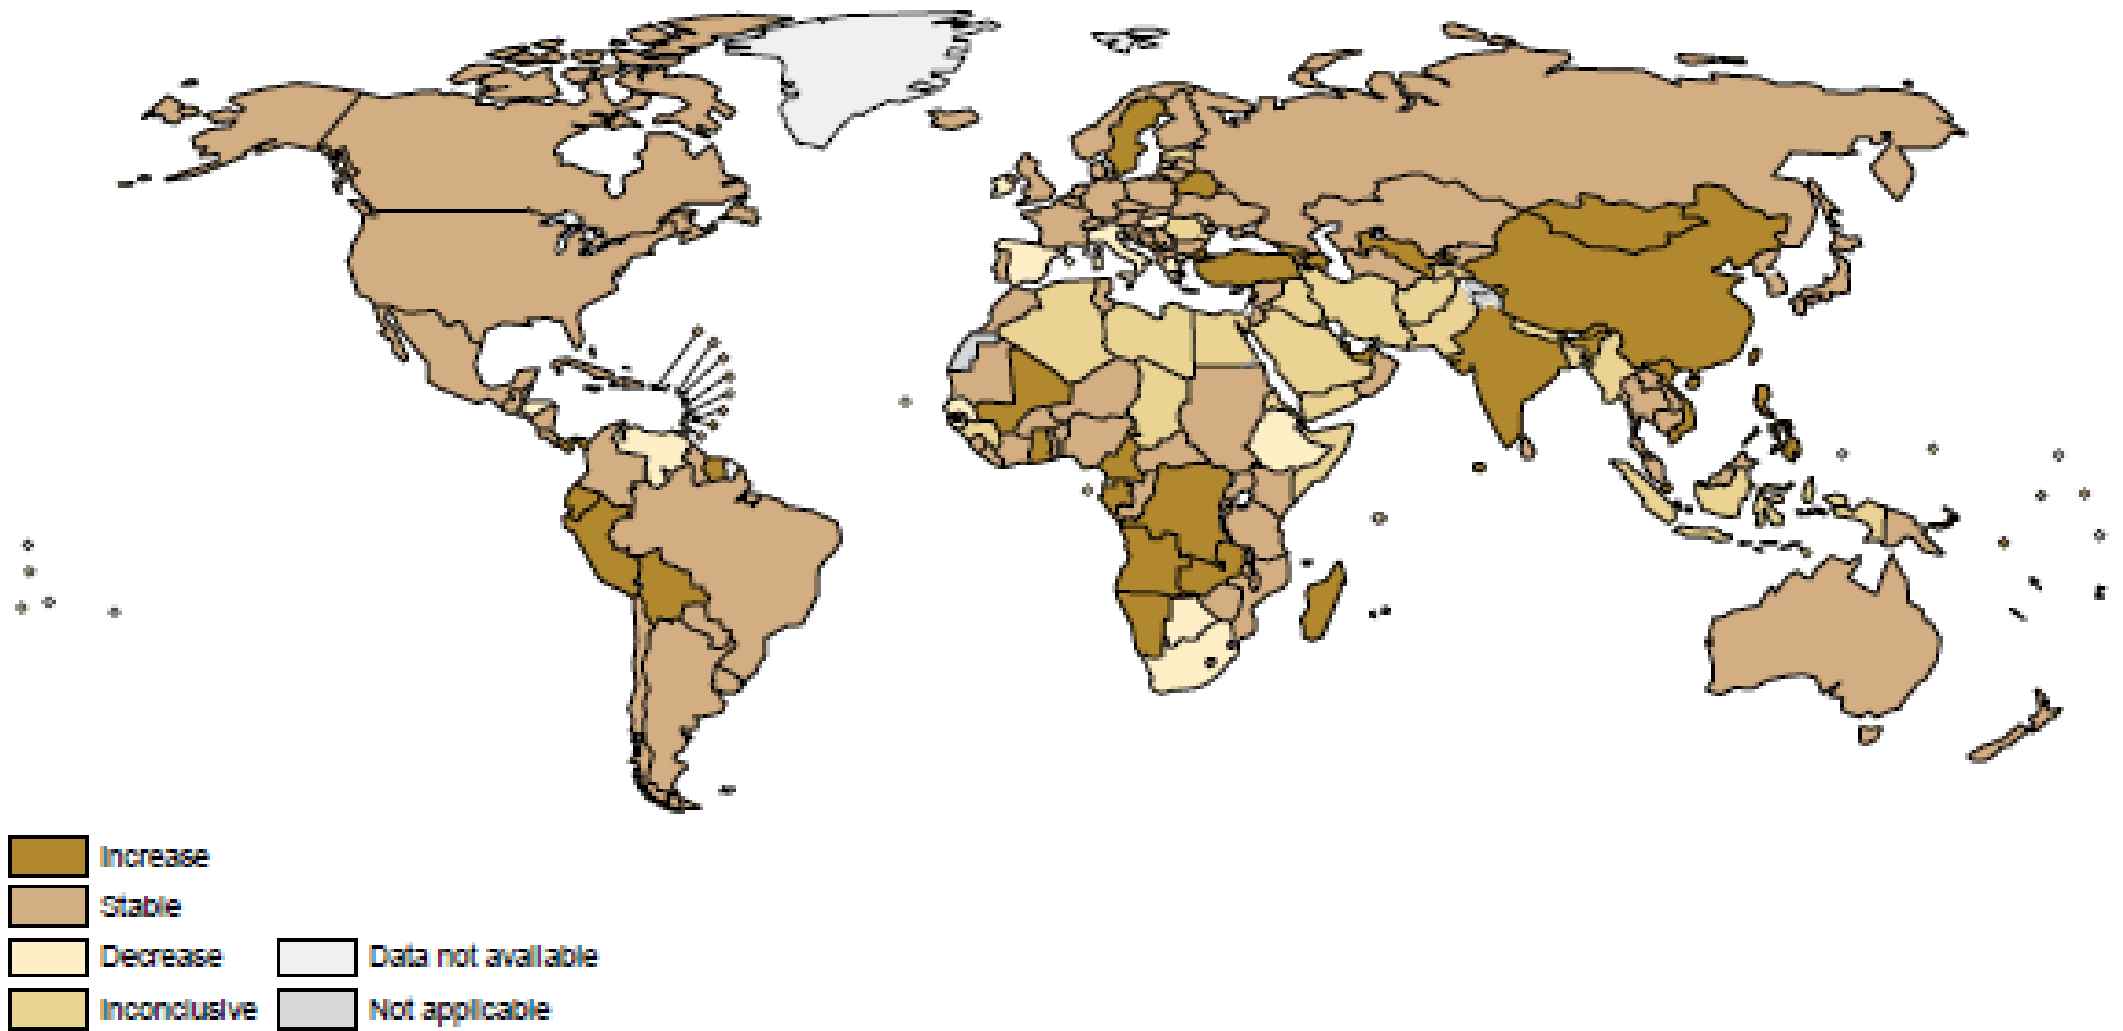 Increase
Stable
Decrease
Data not available
Inconclusive
Not applicable